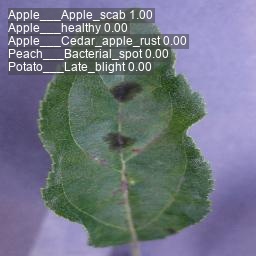 Apple___Apple_scab 1.00
Apple___healthy 0.00
Apple___Cedar_apple_rust 0.00
Peach___Bacterial_spot 0.00
Potato___Late_blight 0.00